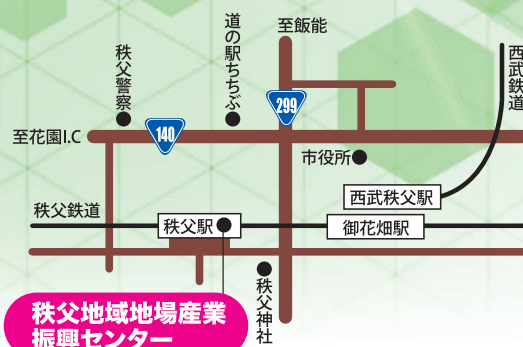 至飯能
道の駅ちちぶ
秩父警察
西武鉄道
299
140
至花園I.C
市役所
西武秩父駅
秩父鉄道
秩父駅
御花畑駅
秩父神社
秩父地域地場産業
振興センター